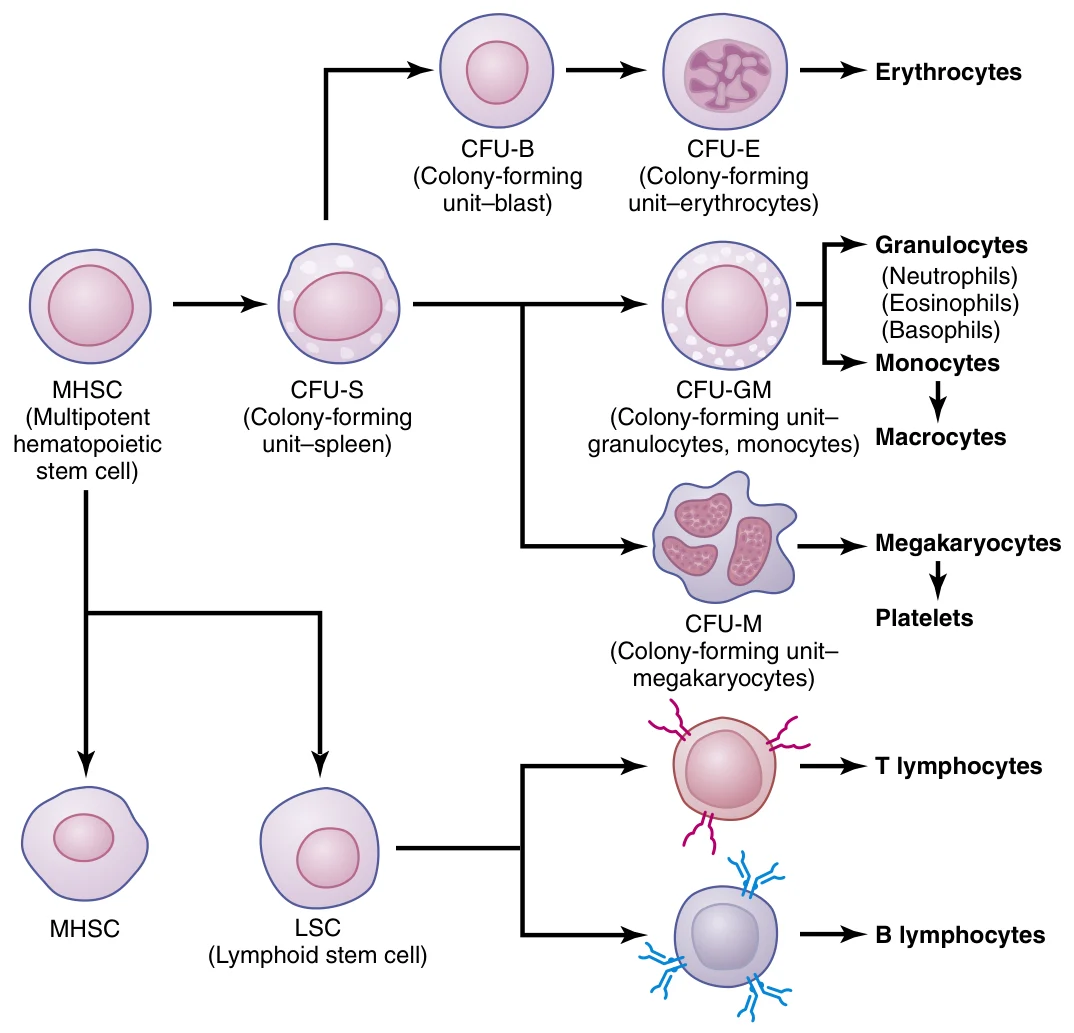 CFU-B
(Colony-forming
unit–blast)
CFU-E
(Colony-forming
unit–erythrocytes)
Erythrocytes
MHSC
(Multipotent
hematopoietic
stem cell)
CFU-S
(Colony-forming
unit–spleen)
CFU-GM
(Colony-forming unit–
granulocytes, monocytes)
Granulocytes
(Neutrophils)
(Eosinophils)
(Basophils)
Monocytes
Macrocytes
CFU-M
(Colony-forming unit–
megakaryocytes)
Megakaryocytes
Platelets
MHSC
LSC
(Lymphoid stem cell)
T lymphocytes
B lymphocytes